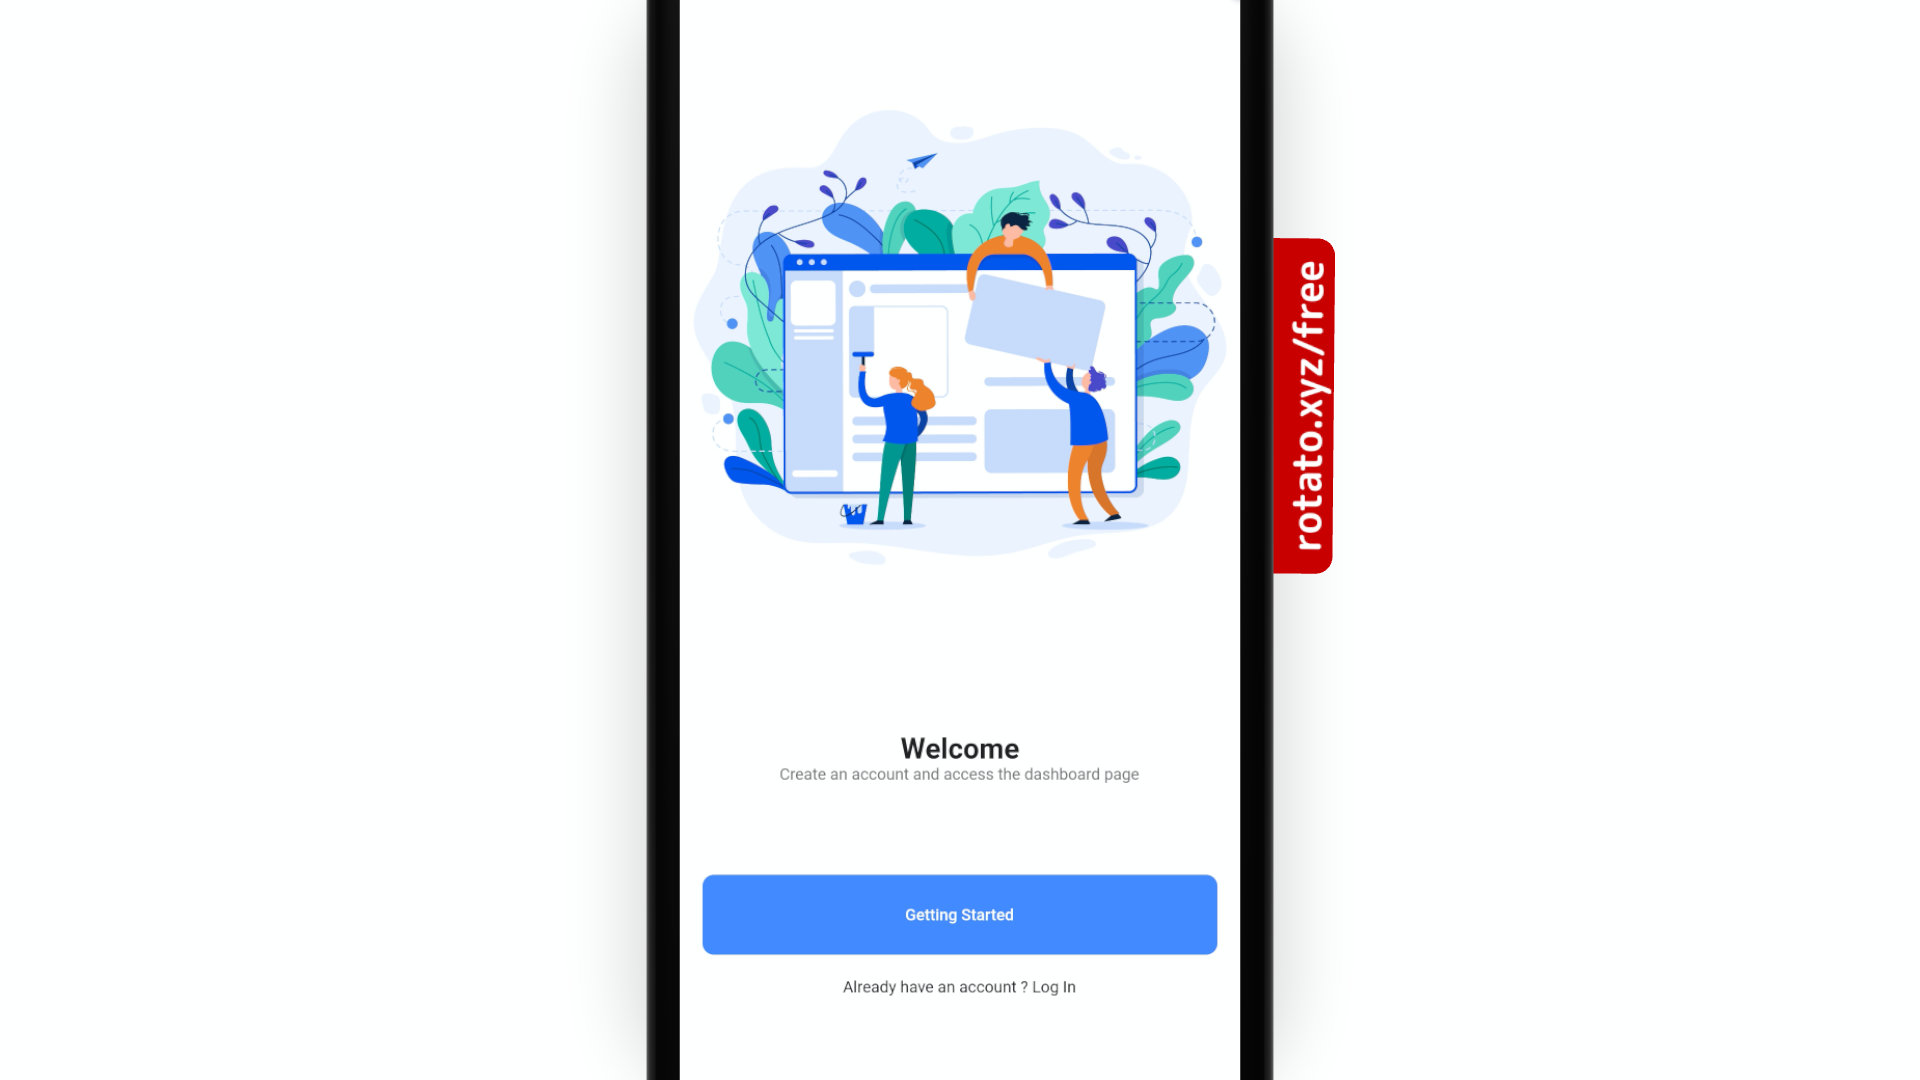 rotato.xyz/free
Welcome
Create an account and access the dashboard page
Getting Started
Already have an account ? Log In